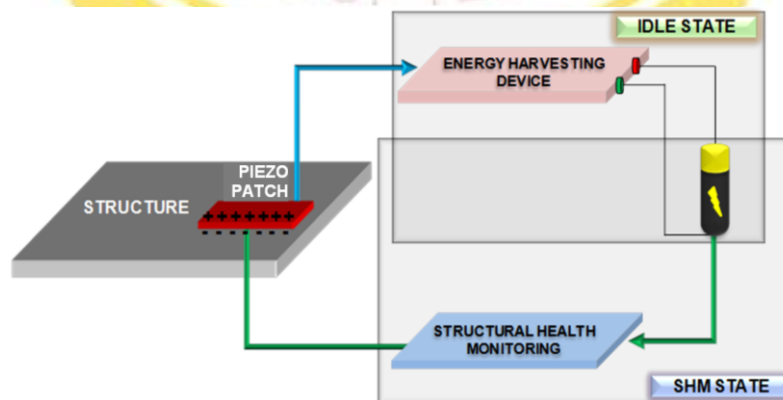 IDLE STATE
ENERGY HARVESTING
DEVICE
PIEZO
PATCH
STRUCTURE
+ + + + + + +
- - - - - - -
STRUCTURAL HEALTH
MONITORING
SHM STATE